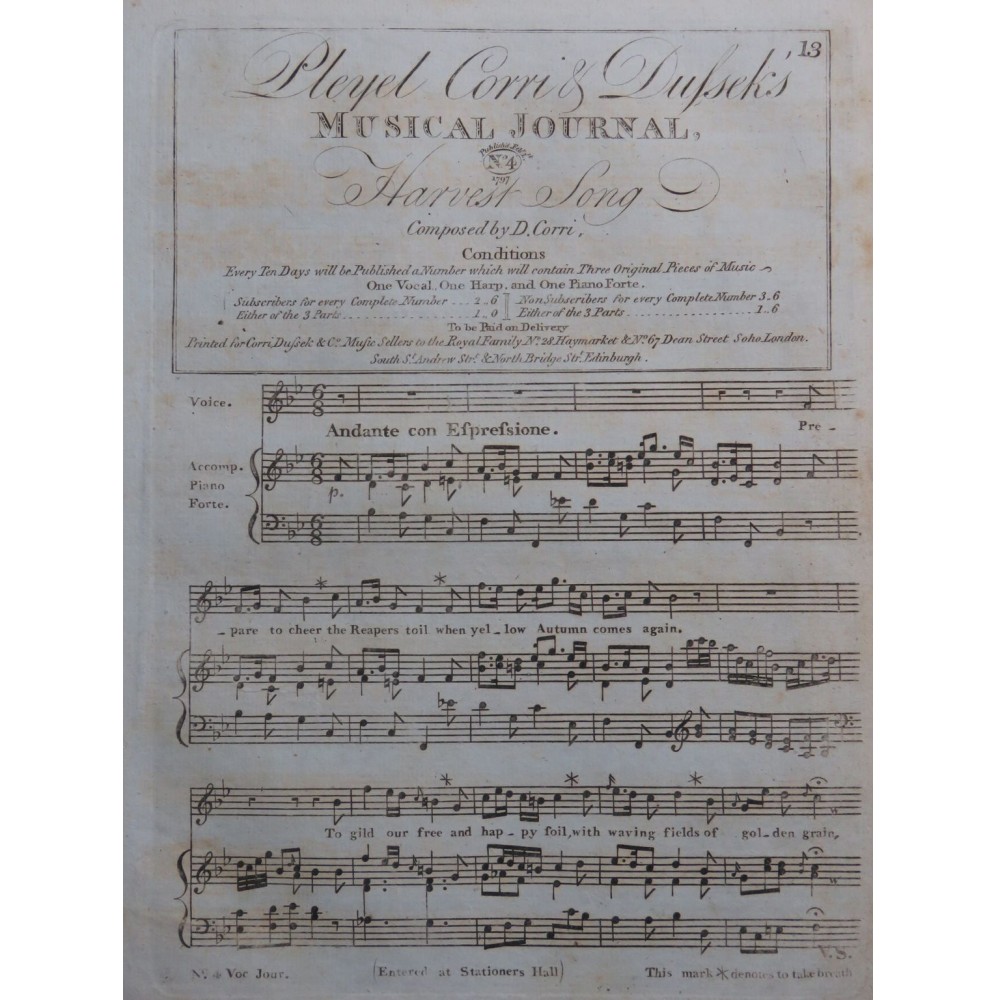 13
Pleyel Corri & Duſsek's
MUSICAL JOURNAL,
No. 4
1797
Harvest Song
Composed by D. Corri,
Conditions
Every Ten Days will be Published a Number which will contain Three Original Pieces of Music
One Vocal, One Harp, and One Piano Forte.
Subscribers for every Complete Number . . . 2..6 Non Subscribers for every Complete Number 3..6
Either of the 3 Parts . . . . . . . . . . . . . . . . 1..0 Either of the 3 Parts . . . . . . . . . . . . . . . . 1..6
To be Paid on Delivery
Printed for Corri, Duſsek & Co. Muſic Sellers to the Royal Family, No. 28, Haymarket & No. 67 Dean Street Soho, London.
South St. Andrew Str. & North Bridge Str. Edinburgh.
Voice.
Andante con Eſpreſsione.
Pre -
Accomp.
Piano
Forte.
p.
- pare to cheer the Reapers toil when yel - low Autumn comes again.
To gild our free and hap - py ſoil, with waving fields of gol - den grain,
V. S.
No. 4 Voc Jour. (Entered at Stationers Hall) This mark * denotes to take breath